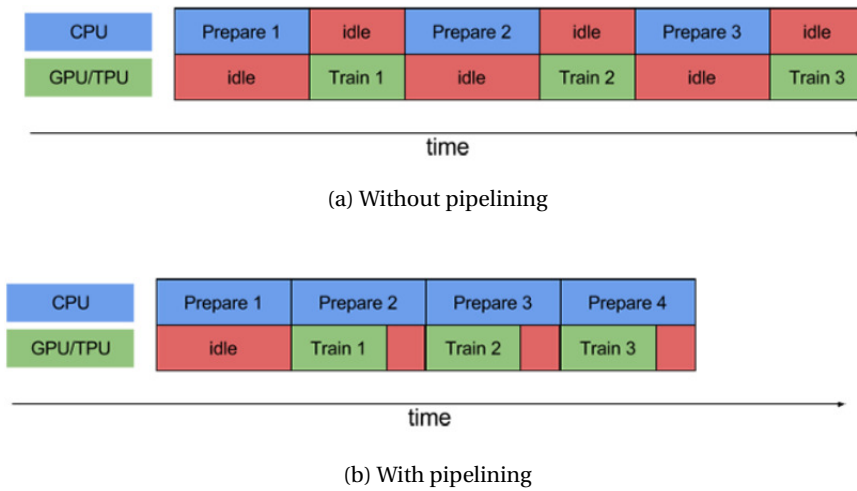 CPU Prepare 1 idle Prepare 2 idle Prepare 3 idle
GPU/TPU idle Train 1 idle Train 2 idle Train 3
time
(a) Without pipelining
CPU Prepare 1 Prepare 2 Prepare 3 Prepare 4
GPU/TPU idle Train 1 Train 2 Train 3
time
(b) With pipelining